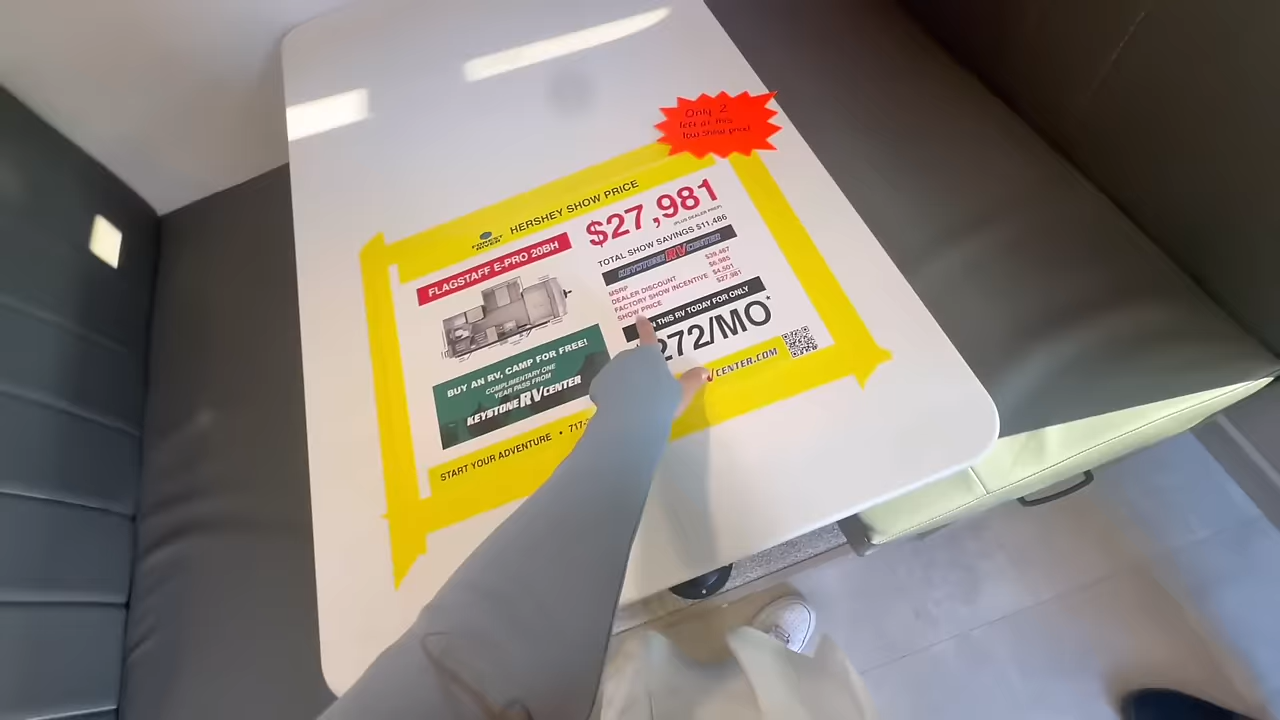 Only 2
left at this
low show price!
HERSHEY SHOW PRICE
FOREST
RIVER
FLAGSTAFF E-PRO 20BH
$27,981
(PLUS DEALER PREP)
TOTAL SHOW SAVINGS $11,486
KEYSTONE RV CENTER
MSRP $39,467
DEALER DISCOUNT $6,985
FACTORY SHOW INCENTIVE $4,501
SHOW PRICE $27,981
THIS RV TODAY FOR ONLY
272/MO*
BUY AN RV, CAMP FOR FREE!
COMPLIMENTARY ONE
YEAR PASS FROM
KEYSTONE RV CENTER
START YOUR ADVENTURE • 717-
VCENTER.COM